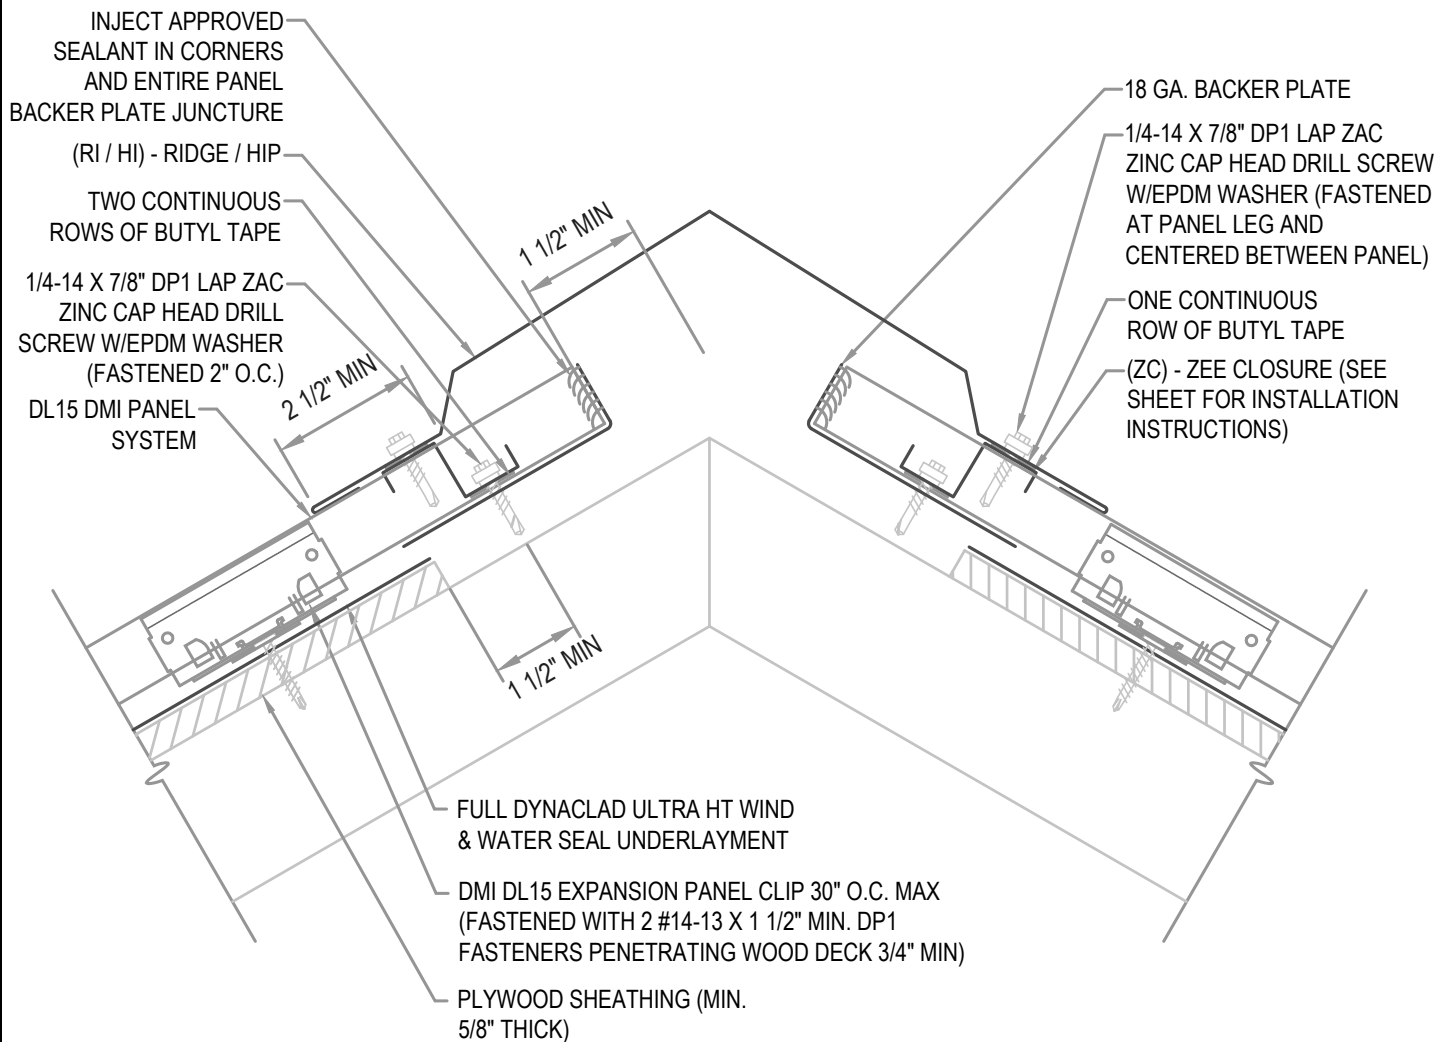 INJECT APPROVED
SEALANT IN CORNERS
AND ENTIRE PANEL
BACKER PLATE JUNCTURE
(RI / HI) - RIDGE / HIP
TWO CONTINUOUS
ROWS OF BUTYL TAPE
1/4-14 X 7/8" DP1 LAP ZAC
ZINC CAP HEAD DRILL
SCREW W/EPDM WASHER
(FASTENED 2" O.C.)
DL15 DMI PANEL
SYSTEM
2 1/2" MIN
1 1/2" MIN
1 1/2" MIN
18 GA. BACKER PLATE
1/4-14 X 7/8" DP1 LAP ZAC
ZINC CAP HEAD DRILL SCREW
W/EPDM WASHER (FASTENED
AT PANEL LEG AND
CENTERED BETWEEN PANEL)
ONE CONTINUOUS
ROW OF BUTYL TAPE
(ZC) - ZEE CLOSURE (SEE
SHEET FOR INSTALLATION
INSTRUCTIONS)
FULL DYNACLAD ULTRA HT WIND
& WATER SEAL UNDERLAYMENT
DMI DL15 EXPANSION PANEL CLIP 30" O.C. MAX
(FASTENED WITH 2 #14-13 X 1 1/2" MIN. DP1
FASTENERS PENETRATING WOOD DECK 3/4" MIN)
PLYWOOD SHEATHING (MIN.
5/8" THICK)